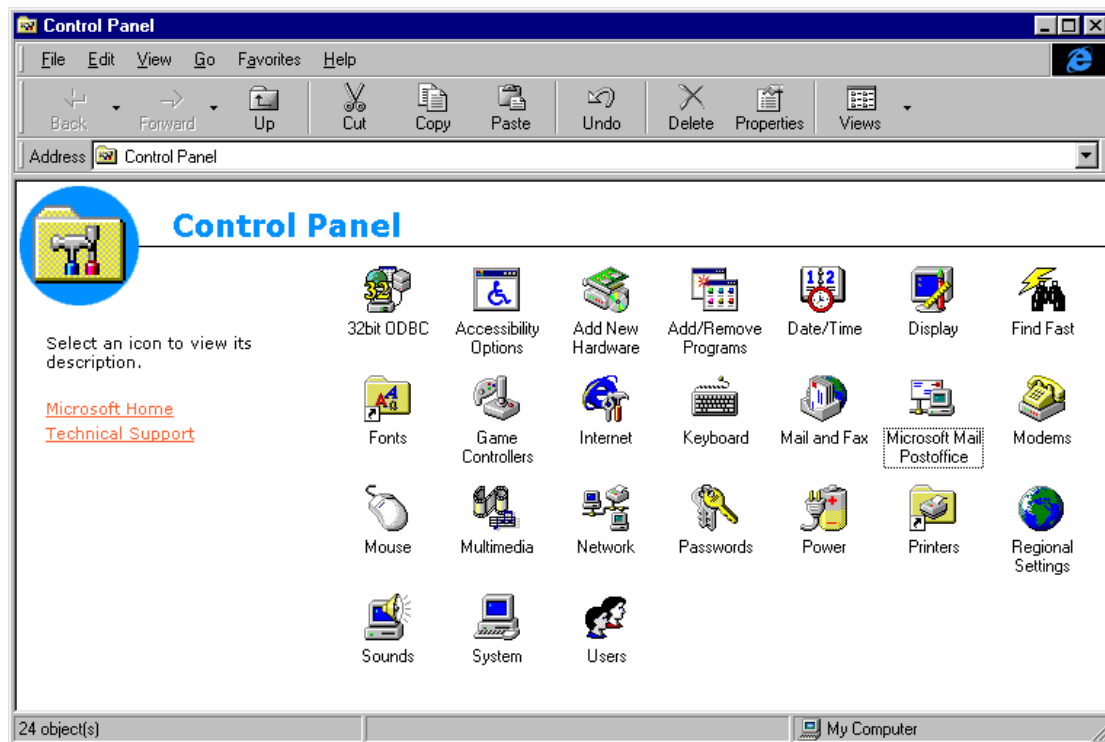 Control Panel
File Edit View Go Favorites Help
Back Forward Up Cut Copy Paste Undo Delete Properties Views
Address Control Panel
Control Panel
Select an icon to view its
description.
Microsoft Home
Technical Support
32
1 2
32bit ODBC Accessibility Options Add New Hardware Add/Remove Programs Date/Time Display Find Fast
Fonts Game Controllers Internet Keyboard Mail and Fax Microsoft Mail Postoffice Modems
Mouse Multimedia Network Passwords Power Printers Regional Settings
Sounds System Users
24 object(s) My Computer